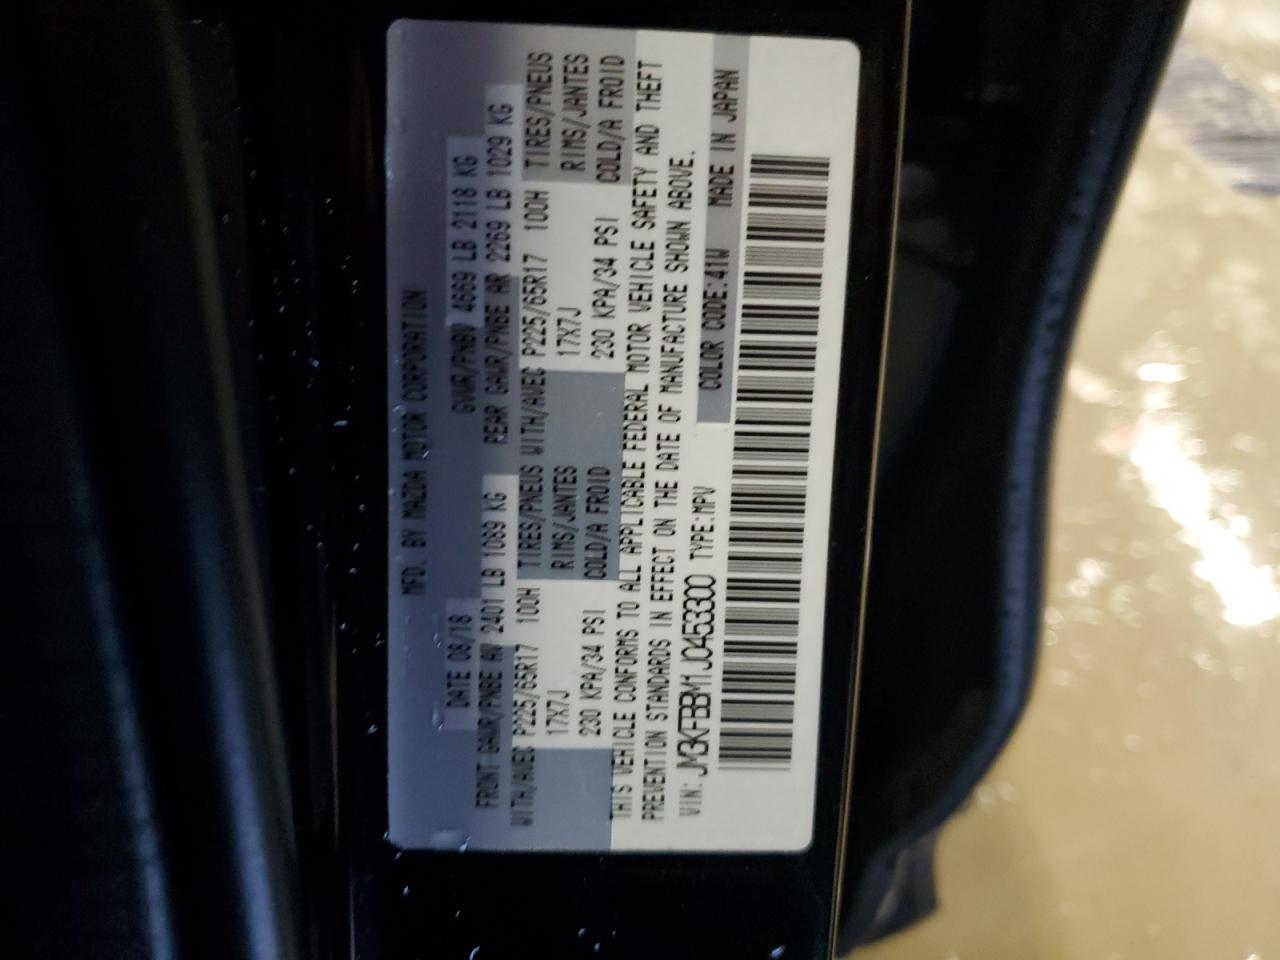 MFD. BY MAZDA MOTOR CORPORATION
DATE 08/18 GVWR/PNBV 4669 LB 2118 KG
FRONT GAWR/PNBE AV 2401 LB 1089 KG REAR GAWR/PNBE AR 2269 LB 1029 KG
WITH/AVEC P225/65R17 100H TIRES/PNEUS WITH/AVEC P225/65R17 100H TIRES/PNEUS
17X7J RIMS/JANTES 17X7J RIMS/JANTES
230 KPA/34 PSI COLD/A FROID 230 KPA/34 PSI COLD/A FROID
THIS VEHICLE CONFORMS TO ALL APPLICABLE FEDERAL MOTOR VEHICLE SAFETY AND THEFT
PREVENTION STANDARDS IN EFFECT ON THE DATE OF MANUFACTURE SHOWN ABOVE.
VIN: JM3KFBBM1J0453300 TYPE:MPV COLOR CODE:41W MADE IN JAPAN